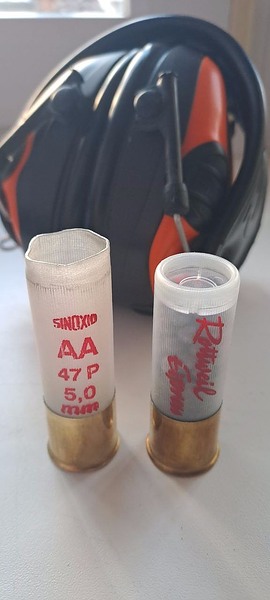 SINOXID
AA
47 P
5,0
mm
Rottweil
Express